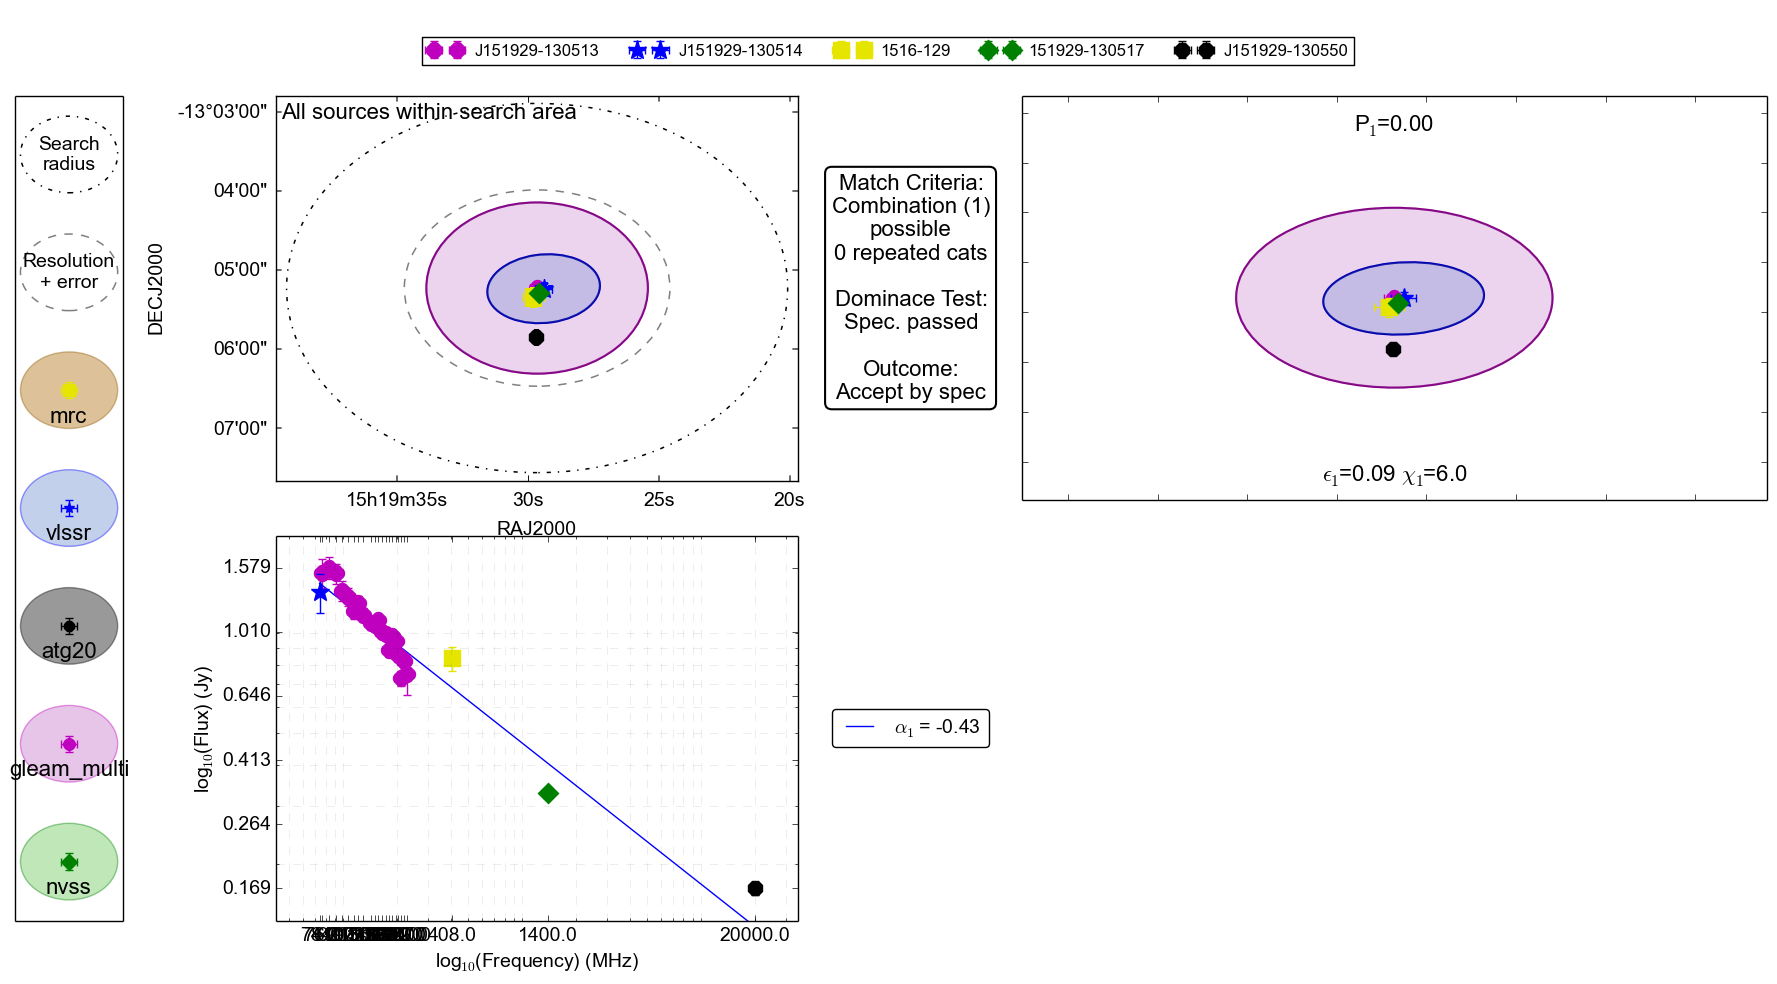 J151929-130513 J151929-130514 1516-129 151929-130517 J151929-130550
Search
radius
Resolution
+ error
mrc
vlssr
atg20
gleam_multi
nvss
All sources within search area
DECJ2000
-13°03'00"
04'00"
05'00"
06'00"
07'00"
15h19m35s 30s 25s 20s
RAJ2000
Match Criteria:
Combination (1)
possible
0 repeated cats
Dominace Test:
Spec. passed
Outcome:
Accept by spec
P₁=0.00
ϵ₁=0.09 χ₁=6.0
log₁₀(Flux) (Jy)
1.579
1.010
0.646
0.413
0.264
0.169
408.0 1400.0 20000.0
log₁₀(Frequency) (MHz)
α₁ = -0.43